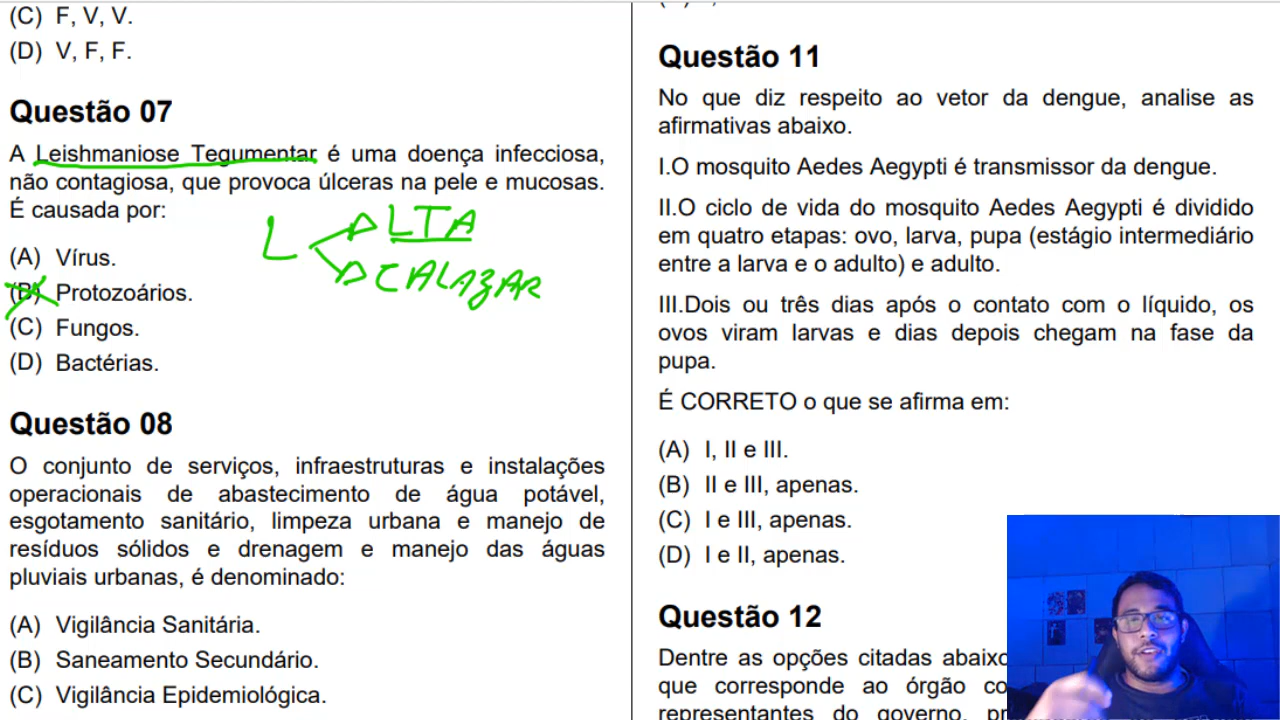 (C) F, V, V.
(D) V, F, F.
Questão 07
A Leishmaniose Tegumentar é uma doença infecciosa,
não contagiosa, que provoca úlceras na pele e mucosas.
É causada por:
L
LTA
CALAZAR
(A) Vírus.
(B) Protozoários.
(C) Fungos.
(D) Bactérias.
Questão 08
O conjunto de serviços, infraestruturas e instalações
operacionais de abastecimento de água potável,
esgotamento sanitário, limpeza urbana e manejo de
resíduos sólidos e drenagem e manejo das águas
pluviais urbanas, é denominado:
(A) Vigilância Sanitária.
(B) Saneamento Secundário.
(C) Vigilância Epidemiológica.
Questão 11
No que diz respeito ao vetor da dengue, analise as
afirmativas abaixo.
I.O mosquito Aedes Aegypti é transmissor da dengue.
II.O ciclo de vida do mosquito Aedes Aegypti é dividido
em quatro etapas: ovo, larva, pupa (estágio intermediário
entre a larva e o adulto) e adulto.
III.Dois ou três dias após o contato com o líquido, os
ovos viram larvas e dias depois chegam na fase da
pupa.
É CORRETO o que se afirma em:
(A) I, II e III.
(B) II e III, apenas.
(C) I e III, apenas.
(D) I e II, apenas.
Questão 12
Dentre as opções citadas abaixo
que corresponde ao órgão co
representantes do governo, pr